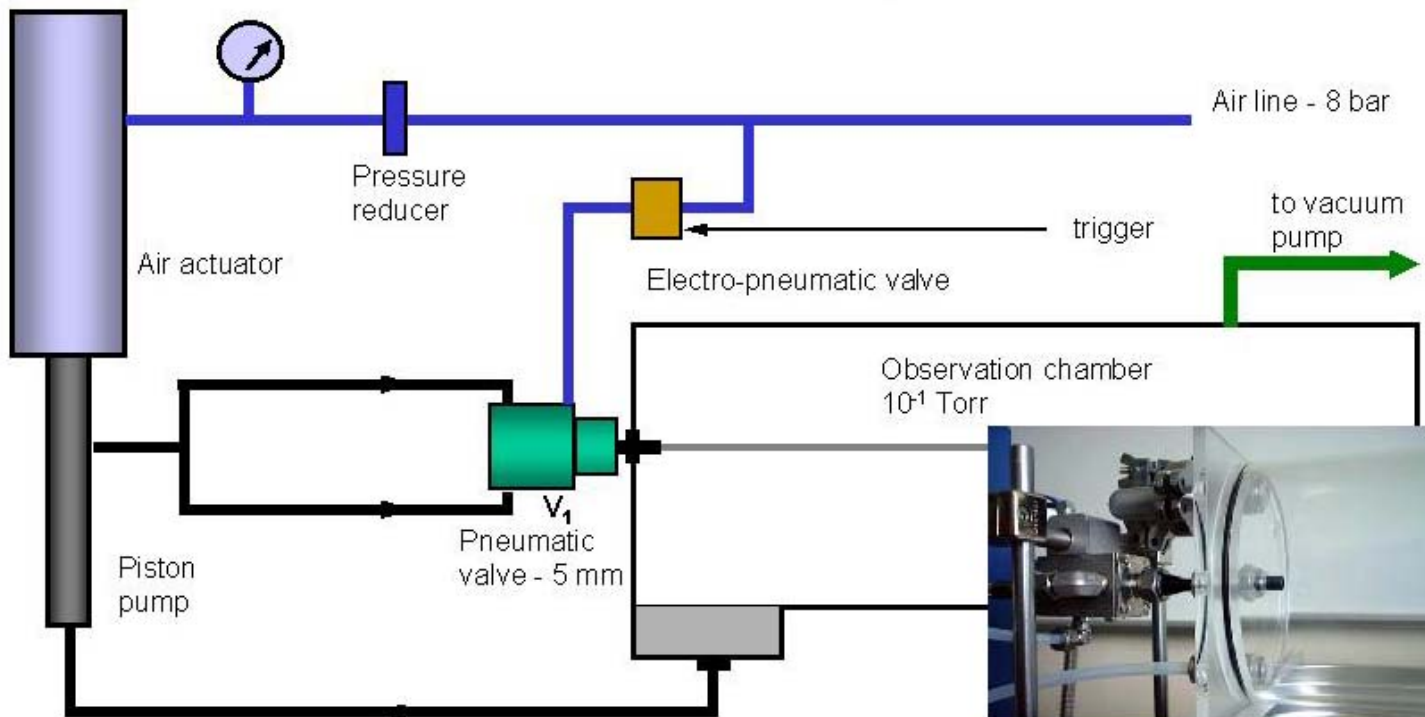 Air line - 8 bar
Pressure
reducer
to vacuum
pump
trigger
Air actuator
Electro-pneumatic valve
Observation chamber
10⁻¹ Torr
V₁
Pneumatic
valve - 5 mm
Piston
pump